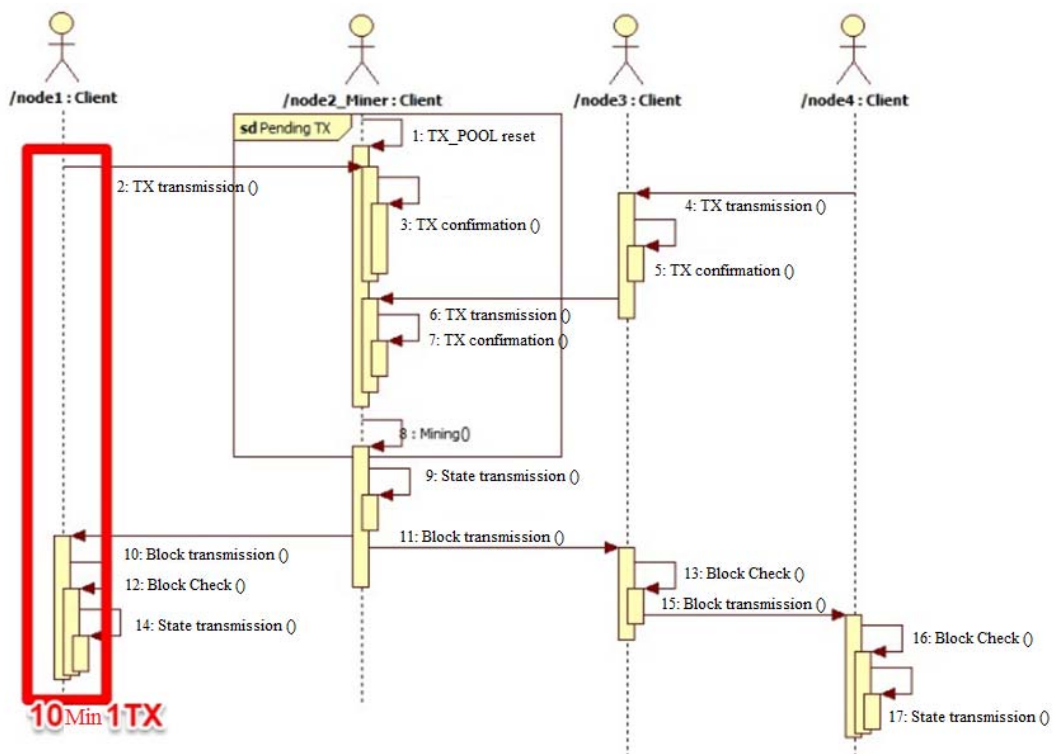 /node1 : Client
/node2_Miner : Client
/node3 : Client
/node4 : Client
sd Pending TX
1: TX_POOL reset
2: TX transmission ()
3: TX confirmation ()
4: TX transmission ()
5: TX confirmation ()
6: TX transmission ()
7: TX confirmation ()
8 : Mining()
9: State transmission ()
10: Block transmission ()
11: Block transmission ()
12: Block Check ()
13: Block Check ()
14: State transmission ()
15: Block transmission ()
16: Block Check ()
17: State transmission ()
10 Min 1TX